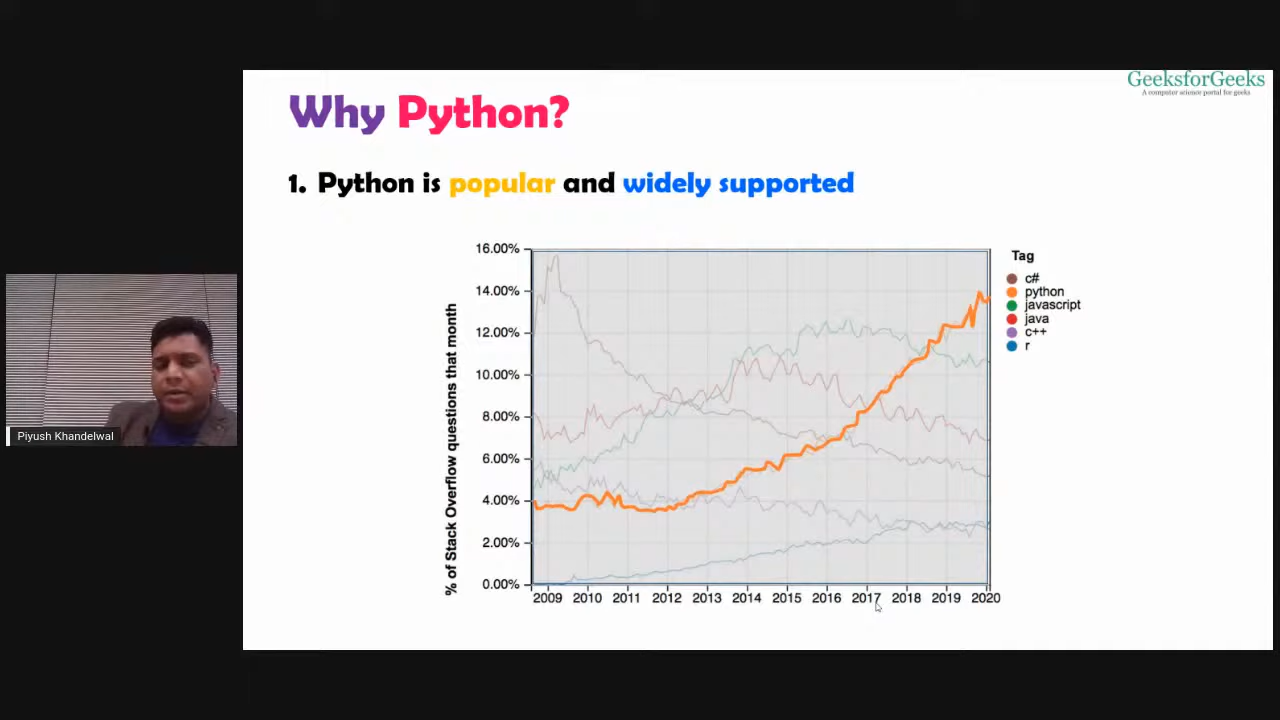 GeeksforGeeks
A computer science portal for geeks
Why Python?
1. Python is popular and widely supported
% of Stack Overflow questions that month
16.00%
14.00%
12.00%
10.00%
8.00%
6.00%
4.00%
2.00%
0.00%
2009 2010 2011 2012 2013 2014 2015 2016 2017 2018 2019 2020
Tag
c#
python
javascript
java
c++
r
Piyush Khandelwal